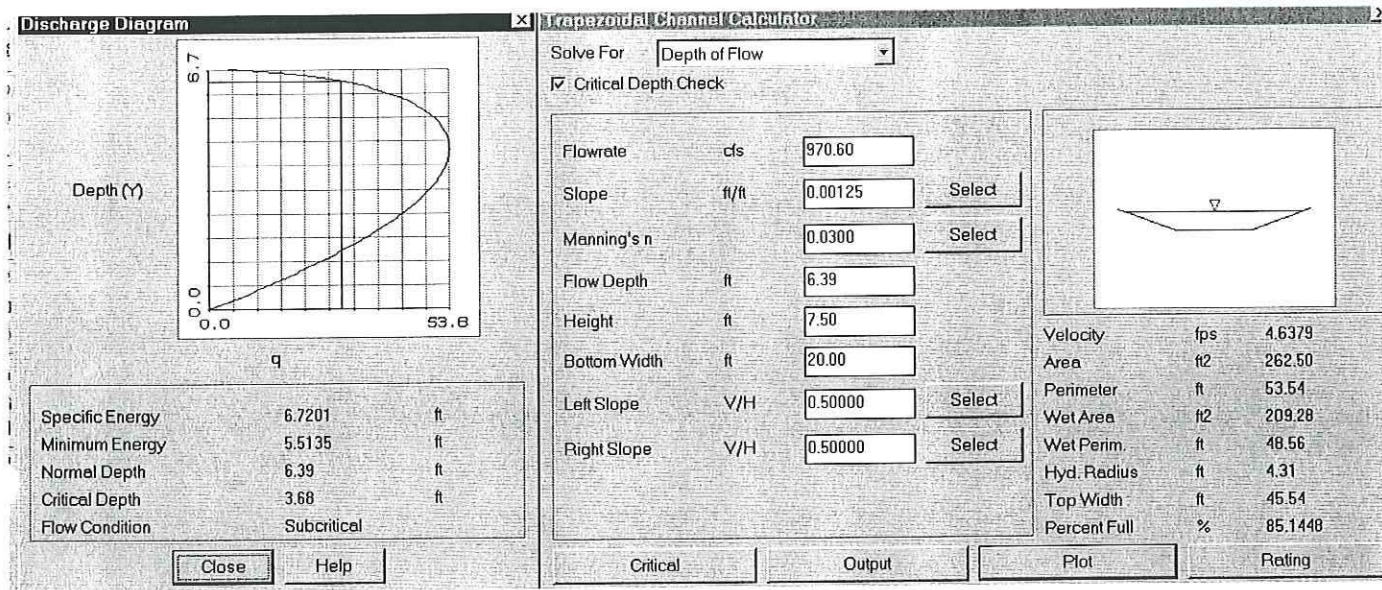 Discharge Diagram
6.7
Depth (Y)
0.0
0.0 53.8
q
Specific Energy 6.7201 ft
Minimum Energy 5.5135 ft
Normal Depth 6.39 ft
Critical Depth 3.68 ft
Flow Condition Subcritical
Close Help
Trapezoidal Channel Calculator
Solve For Depth of Flow
Critical Depth Check
Flowrate cfs 970.60
Slope ft/ft 0.00125 Select
Manning's n 0.0300 Select
Flow Depth ft 6.39
Height ft 7.50
Bottom Width ft 20.00
Left Slope V/H 0.50000 Select
Right Slope V/H 0.50000 Select
Velocity fps 4.6379
Area ft2 262.50
Perimeter ft 53.54
Wet Area ft2 209.28
Wet Perim. ft 48.56
Hyd. Radius ft 4.31
Top Width ft 45.54
Percent Full % 85.1448
Critical Output Plot Rating